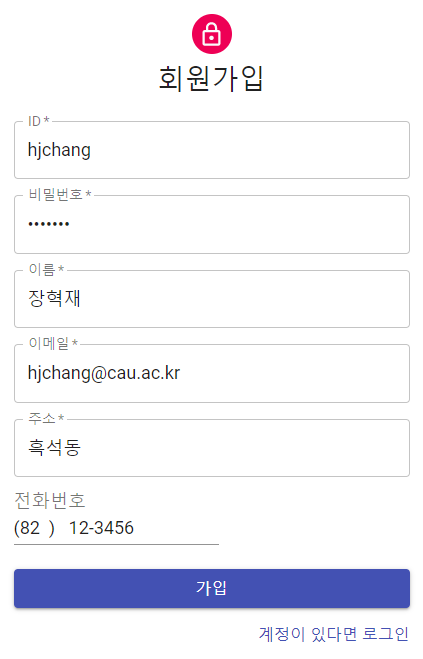 회원가입
ID *
hjchang
비밀번호 *
•••••••
이름 *
장혁재
이메일 *
hjchang@cau.ac.kr
주소 *
흑석동
전화번호
(82 ) 12-3456
가입
계정이 있다면 로그인